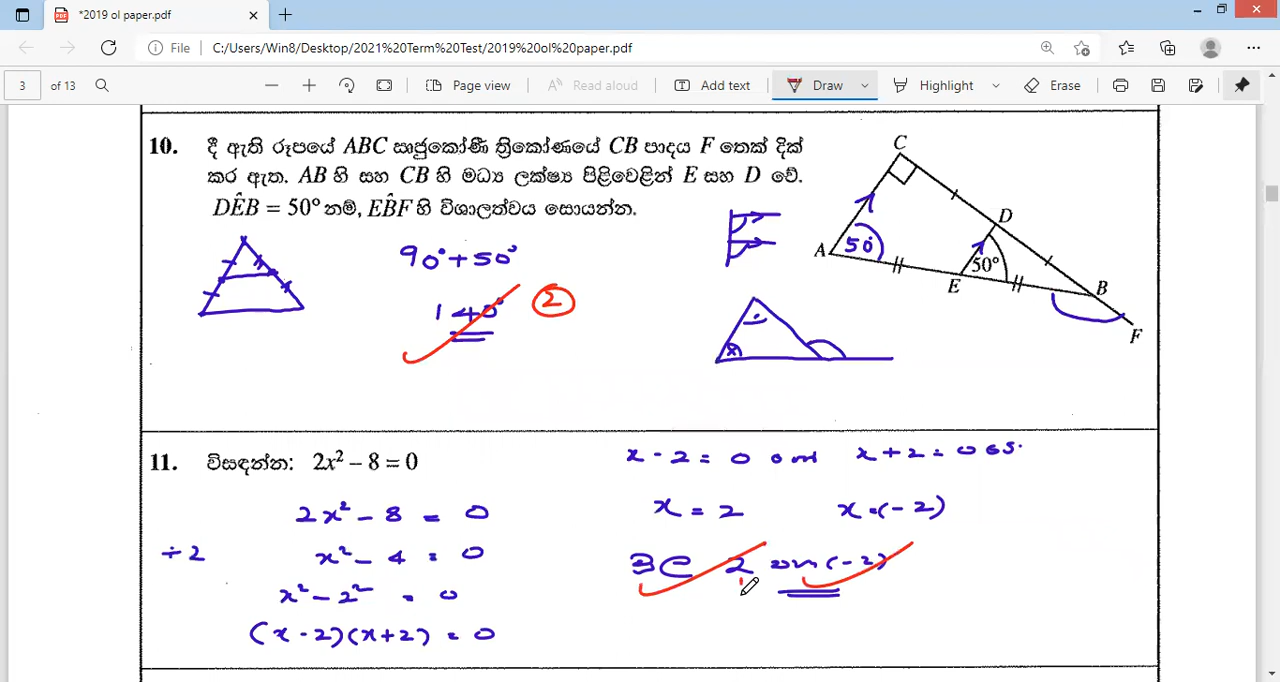 *2019 ol paper.pdf
File C:/Users/Win8/Desktop/2021%20Term%20Test/2019%20ol%20paper.pdf
3 of 13 Page view Read aloud Add text Draw Highlight Erase
10. දී ඇති රූපයේ ABC සෘජුකෝණී ත්‍රිකෝණයේ CB පාදය F තෙක් දික්
කර ඇත. AB හි සහ CB හි මධ්‍ය ලක්ෂ්‍ය පිළිවෙළින් E සහ D වේ.
DÊB = 50° නම්, EB̂F හි විශාලත්වය සොයන්න.
C
D
A 50
E 50°
B
F
90° + 50°
140°
2
x
11. විසඳන්න: 2x² − 8 = 0
2x² − 8 = 0
÷2 x² − 4 = 0
x² − 2² = 0
(x − 2)(x + 2) = 0
x − 2 = 0 x + 2 = 0
x = 2 x = (−2)
2 (−2)